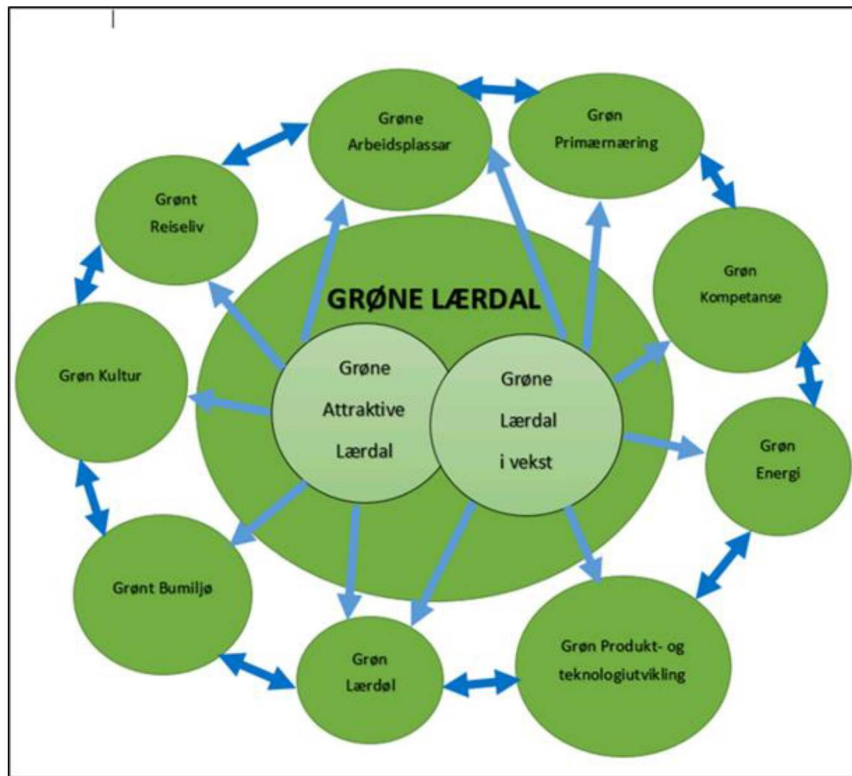 Grøne
Arbeidsplassar
Grøn
Primærnæring
Grønt
Reiseliv
Grøn
Kompetanse
GRØNE LÆRDAL
Grøn Kultur
Grøne
Attraktive
Lærdal
Grøne
Lærdal
i vekst
Grøn
Energi
Grønt Bumiljø
Grøn
Lærdøl
Grøn Produkt- og
teknologiutvikling